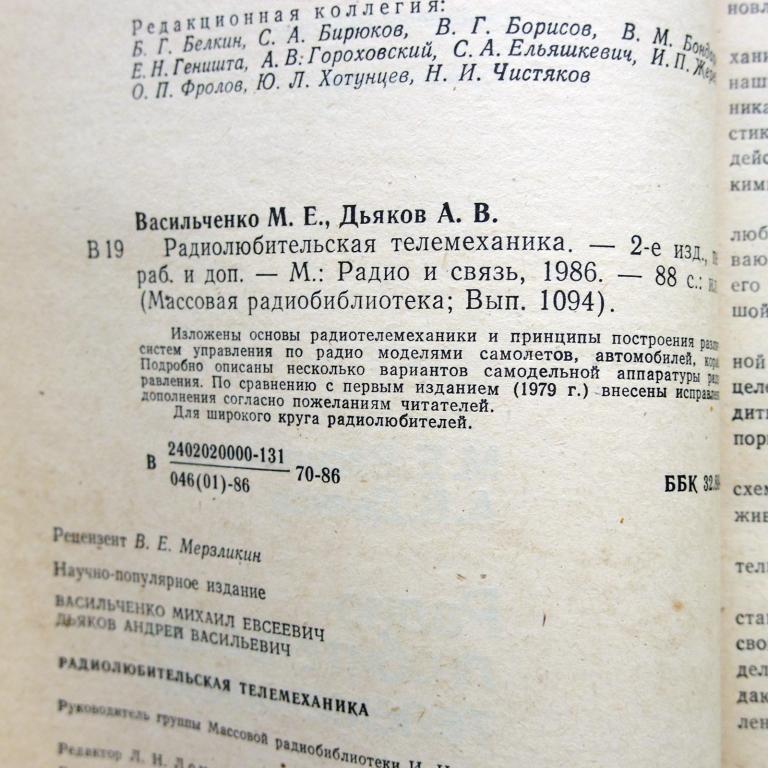 Редакционная коллегия:
Б. Г. Белкин, С. А. Бирюков, В. Г. Борисов, В. М.
Е. Н. Геништа, А. В. Гороховский, С. А. Ельяшкевич, И. П.
О. П. Фролов, Ю. Л. Хотунцев, Н. И. Чистяков
Васильченко М. Е., Дьяков А. В.
В 19 Радиолюбительская телемеханика. — 2-е изд.,
раб. и доп. — М.: Радио и связь, 1986. — 88 с.:
(Массовая радиобиблиотека; Вып. 1094).
Изложены основы радиотелемеханики и принципы построения
систем управления по радио моделями самолетов, автомобилей,
Подробно описаны несколько вариантов самодельной аппаратуры
равления. По сравнению с первым изданием (1979 г.) внесены
дополнения согласно пожеланиям читателей.
Для широкого круга радиолюбителей.
В 2402020000-131
046(01)-86 70-86
ББК
Рецензент В. Е. Мерзликин
Научно-популярное издание
ВАСИЛЬЧЕНКО МИХАИЛ ЕВСЕЕВИЧ
ДЬЯКОВ АНДРЕЙ ВАСИЛЬЕВИЧ
РАДИОЛЮБИТЕЛЬСКАЯ ТЕЛЕМЕХАНИКА
Руководитель группы Массовой радиобиблиотеки И.
Редактор Л. Н.